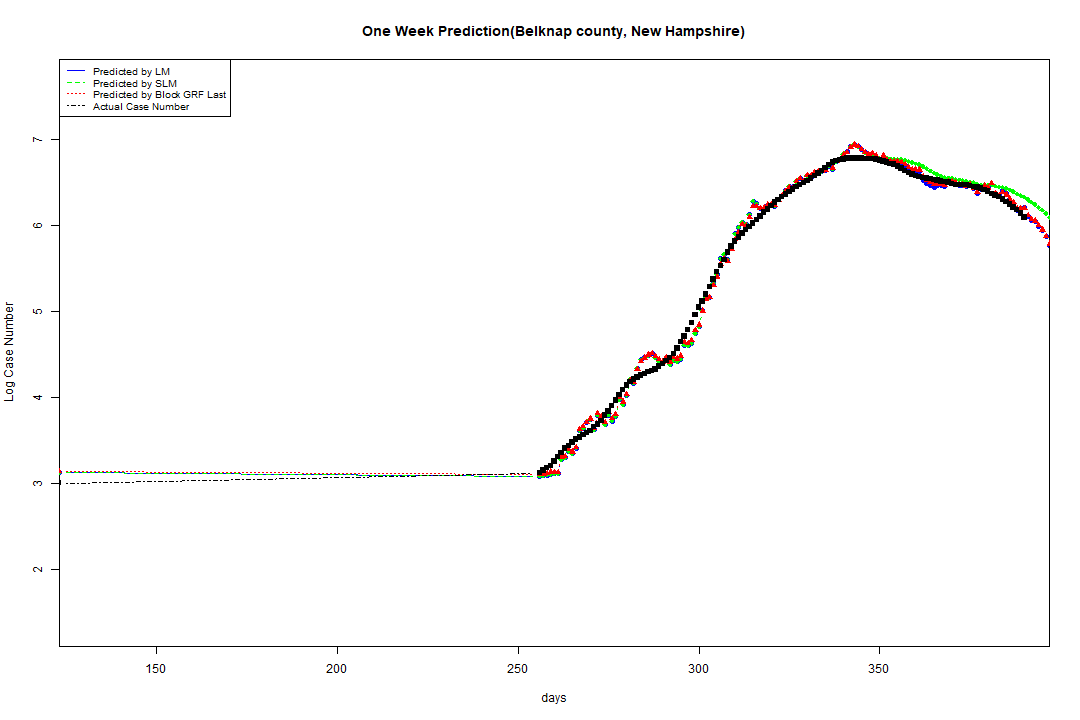 One Week Prediction(Belknap county, New Hampshire)
Predicted by LM
Predicted by SLM
Predicted by Block GRF Last
Actual Case Number
7
6
5
4
3
2
Log Case Number
150 200 250 300 350
days